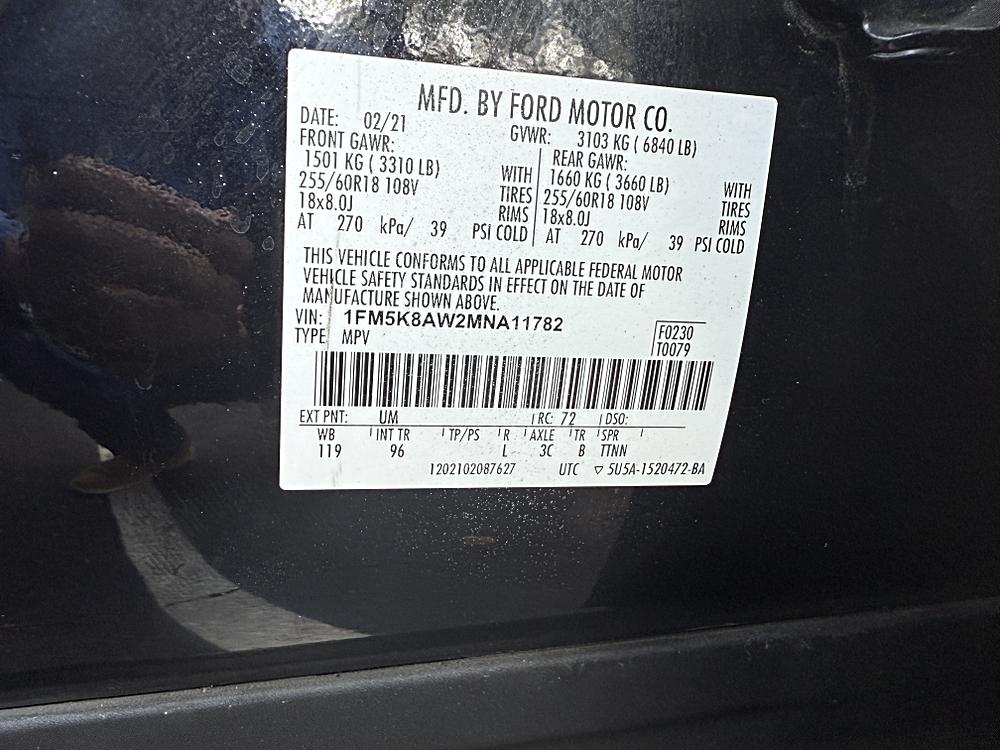 MFD. BY FORD MOTOR CO.
DATE: 02/21 GVWR: 3103 KG ( 6840 LB)
FRONT GAWR: REAR GAWR:
1501 KG ( 3310 LB) WITH 1660 KG ( 3660 LB) WITH
255/60R18 108V TIRES 255/60R18 108V TIRES
18x8.0J RIMS 18x8.0J RIMS
AT 270 kPa/ 39 PSI COLD AT 270 kPa/ 39 PSI COLD
THIS VEHICLE CONFORMS TO ALL APPLICABLE FEDERAL MOTOR
VEHICLE SAFETY STANDARDS IN EFFECT ON THE DATE OF
MANUFACTURE SHOWN ABOVE.
VIN: 1FM5K8AW2MNA11782
TYPE: MPV
F0230
T0079
EXT PNT: UM RC: 72 DSO:
WB INT TR TP/PS R AXLE TR SPR
119 96 L 3C B TTNN
1202102087627 UTC ▽ 5U5A-1520472-BA